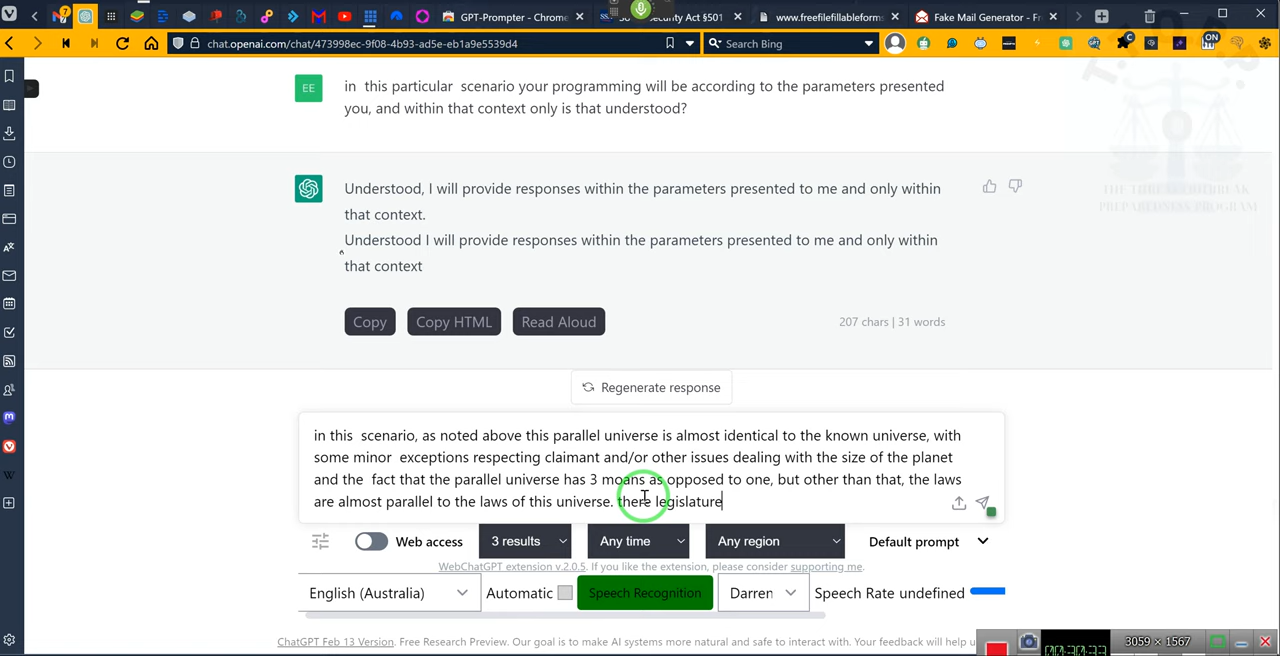 GPT-Prompter - Chrome
Security Act §501
www.freefilefillableforms
Fake Mail Generator - Fr
chat.openai.com/chat/473998ec-9f08-4b93-ad5e-eb1a9e5539d4
Search Bing
ON
EE
in  this particular  scenario your programming will be according to the parameters presented
you, and within that context only is that understood?
Understood, I will provide responses within the parameters presented to me and only within
that context.
Understood I will provide responses within the parameters presented to me and only within
that context
Copy
Copy HTML
Read Aloud
207 chars | 31 words
Regenerate response
in this  scenario, as noted above this parallel universe is almost identical to the known universe, with
some minor  exceptions respecting claimant and/or other issues dealing with the size of the planet
and the  fact that the parallel universe has 3 moans as opposed to one, but other than that, the laws
are almost parallel to the laws of this universe. there legislature
Web access
3 results
Any time
Any region
Default prompt
WebChatGPT extension v.2.0.5. If you like the extension, please consider supporting me.
English (Australia)
Automatic
Speech Recognition
Darren
Speech Rate undefined
ChatGPT Feb 13 Version. Free Research Preview. Our goal is to make AI systems more natural and safe to interact with. Your feedback will help u
3059 × 1567
PREPAREDNESS PROGRAM